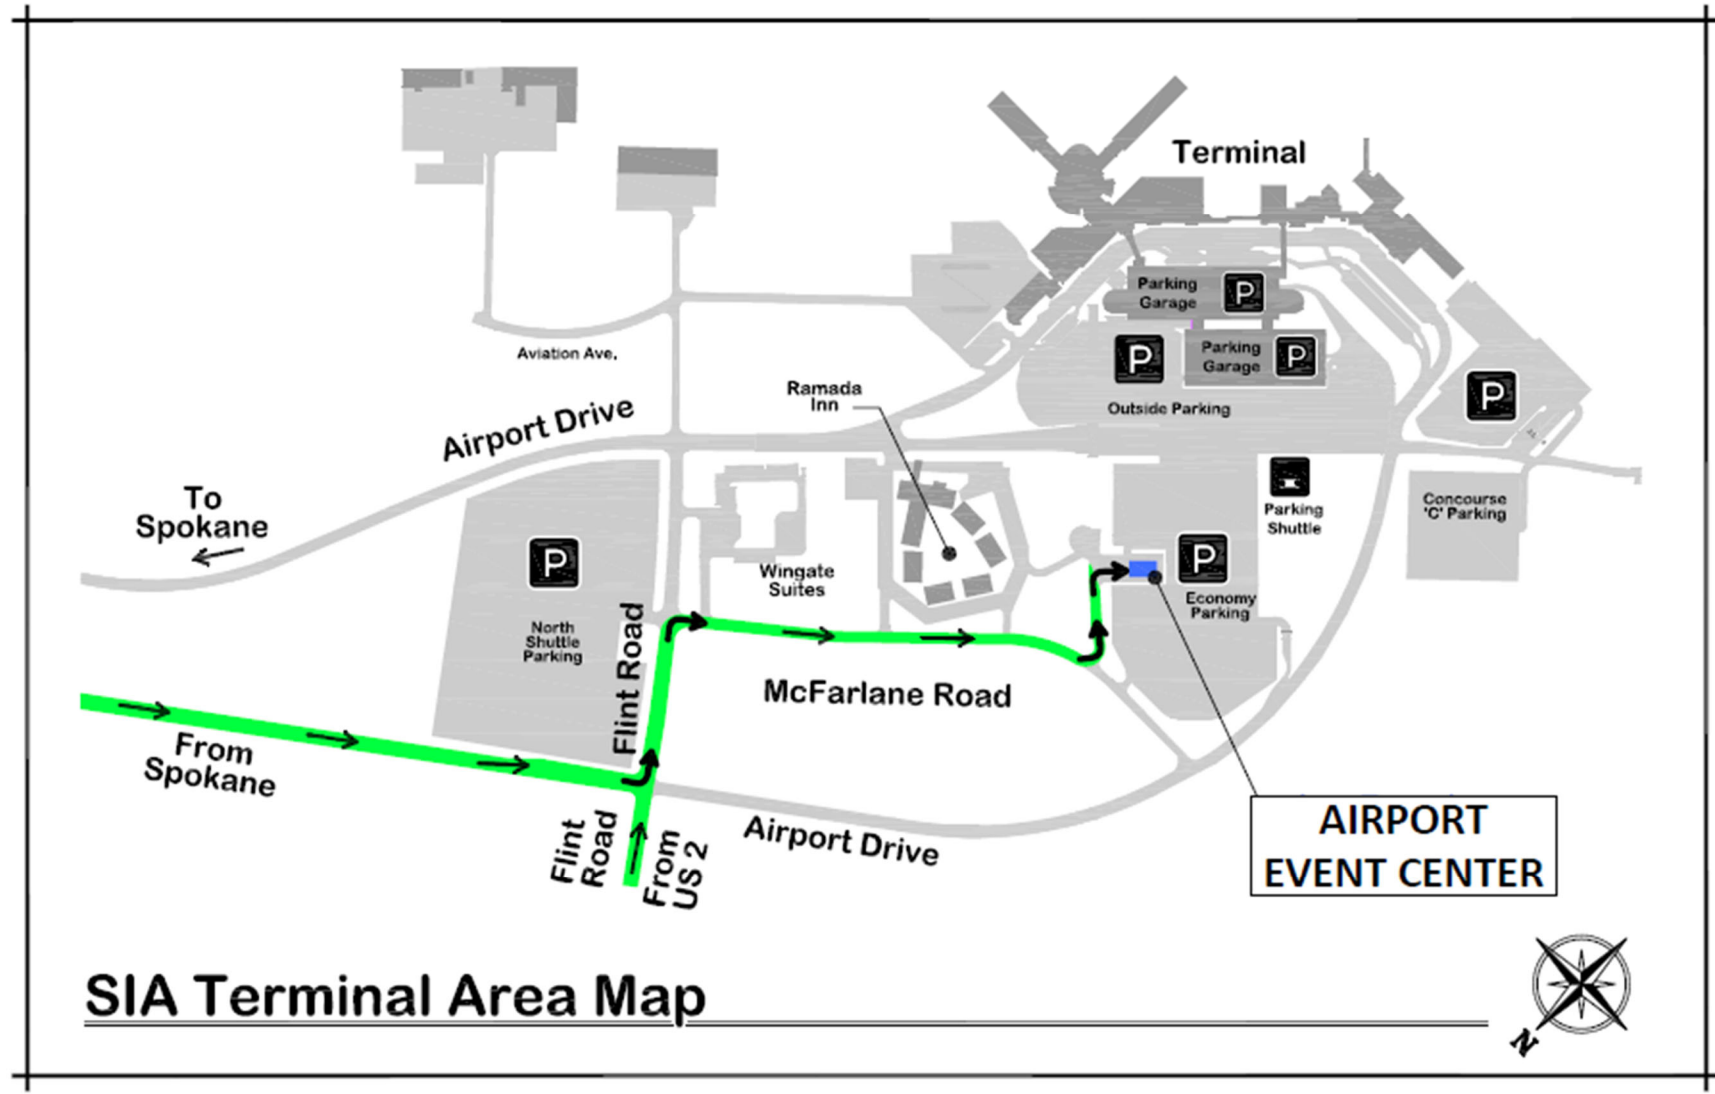 Terminal
Parking
Garage
P
Parking
Garage
P
P
Outside Parking
P
Aviation Ave.
Ramada
Inn
Airport Drive
To
Spokane
P
North
Shuttle
Parking
Wingate
Suites
Parking
Shuttle
P
Economy
Parking
Concourse
'C' Parking
Flint Road
McFarlane Road
From
Spokane
Flint
Road
From
US 2
Airport Drive
AIRPORT
EVENT CENTER
SIA Terminal Area Map
N